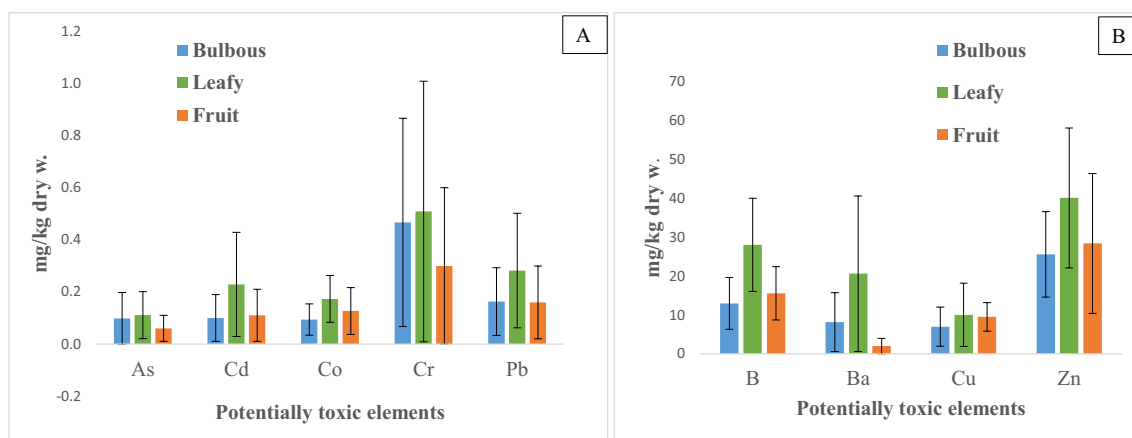 A
1.2
1.0
0.8
0.6
0.4
0.2
0.0
-0.2
mg/kg dry w.
Bulbous
Leafy
Fruit
As Cd Co Cr Pb
Potentially toxic elements
B
70
60
50
40
30
20
10
0
mg/kg dry w.
Bulbous
Leafy
Fruit
B Ba Cu Zn
Potentially toxic elements